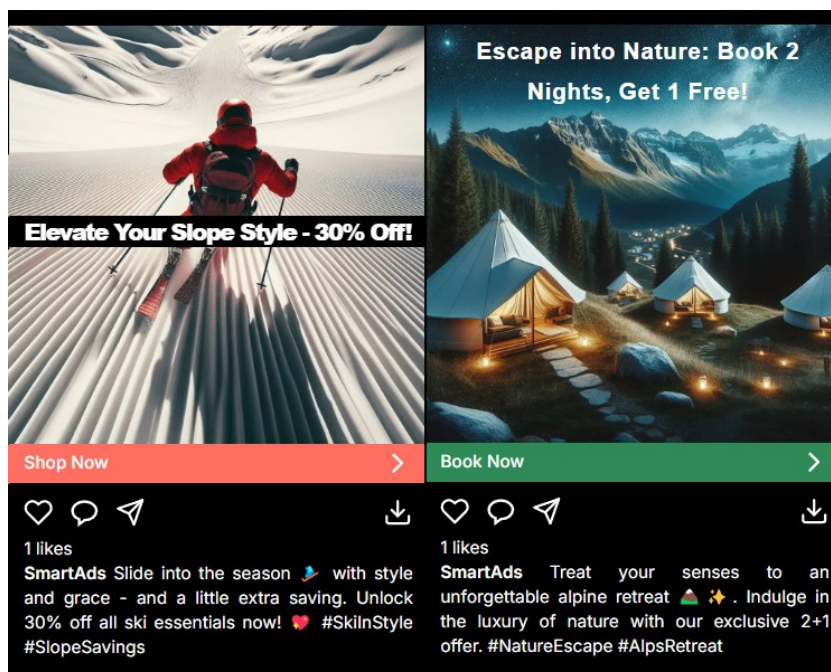 Elevate Your Slope Style - 30% Off!
Shop Now
1 likes
SmartAds Slide into the season 🎿 with style
and grace - and a little extra saving. Unlock
30% off all ski essentials now! 💖 #SkiInStyle
#SlopeSavings
Escape into Nature: Book 2
Nights, Get 1 Free!
Book Now
1 likes
SmartAds Treat your senses to an
unforgettable alpine retreat 🏔️ ✨ . Indulge in
the luxury of nature with our exclusive 2+1
offer. #NatureEscape #AlpsRetreat